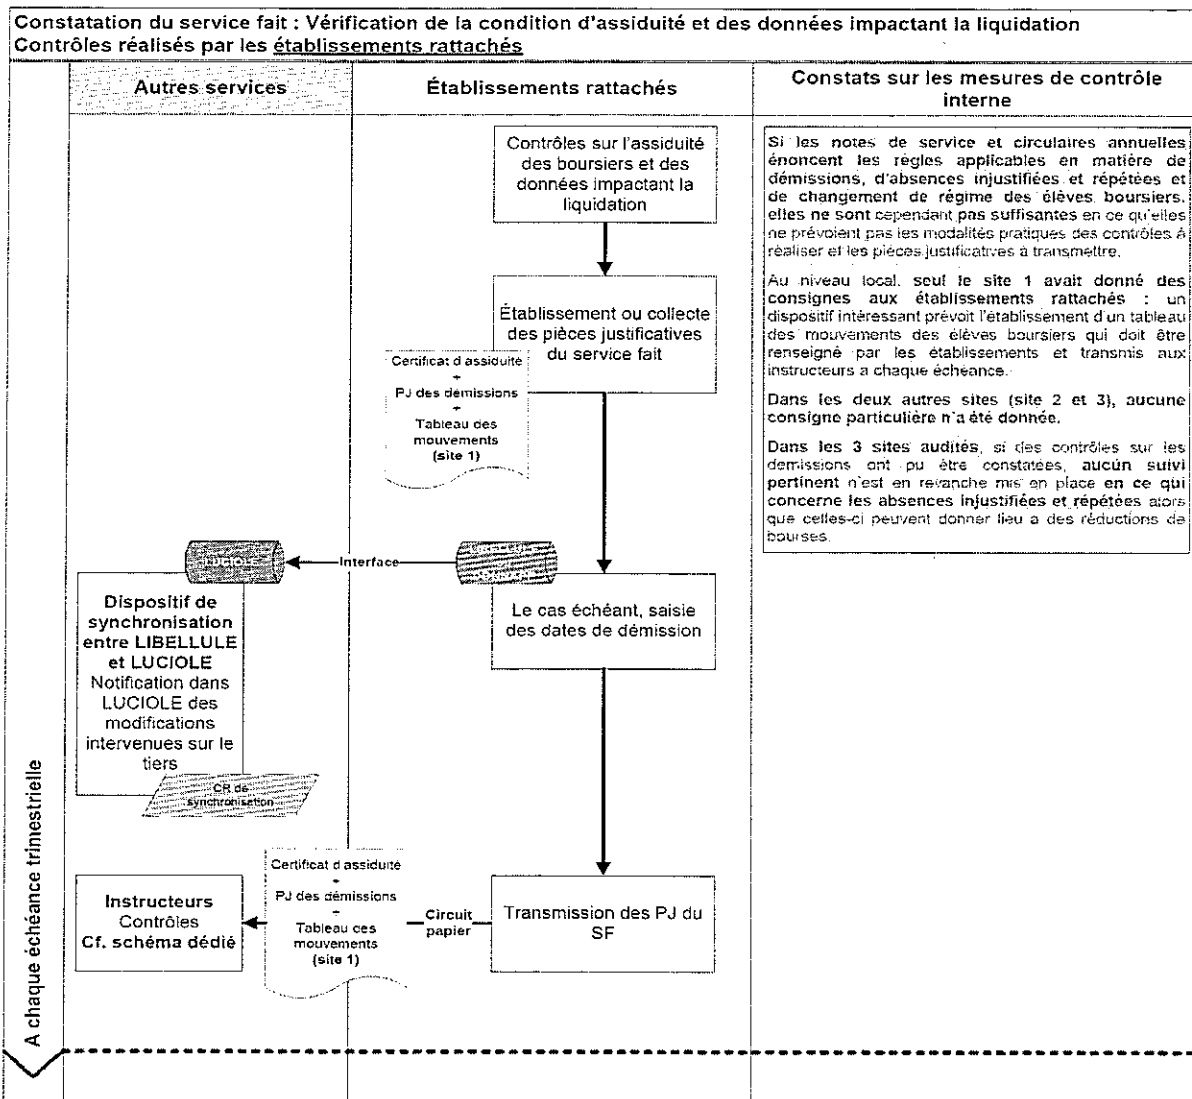 Constatation du service fait : Vérification de la condition d'assiduité et des données impactant la liquidation
Contrôles réalisés par les établissements rattachés
Autres services
Établissements rattachés
Constats sur les mesures de contrôle
interne
Contrôles sur l'assiduité
des boursiers et des
données impactant la
liquidation
Établissement ou collecte
des pièces justificatives
du service fait
Certificat d assiduité
+
PJ des démissions
+
Tableau des
mouvements
(site 1)
LUCIOLE
Interface
Dispositif de
synchronisation
entre LIBELLULE
et LUCIOLE
Notification dans
LUCIOLE des
modifications
intervenues sur le
tiers
CR de
synchronisation
Le cas échéant, saisie
des dates de démission
Instructeurs
Contrôles
Cf. schéma dédié
Certificat d assiduité
+
PJ des démissions
+
Tableau des
mouvements
(site 1)
Circuit
papier
Transmission des PJ du
SF
Si les notes de service et circulaires annuelles
énoncent les règles applicables en matière de
démissions, d'absences injustifiées et répétées et
de changement de régime des élèves boursiers,
elles ne sont cependant pas suffisantes en ce qu'elles
ne prévoient pas les modalités pratiques des contrôles à
réaliser et les pièces justificatives à transmettre.
Au niveau local, seul le site 1 avait donné des
consignes aux établissements rattachés : un
dispositif intéressant prévoit l'établissement d'un tableau
des mouvements des élèves boursiers qui doit être
renseigné par les établissements et transmis aux
instructeurs a chaque échéance.
Dans les deux autres sites (site 2 et 3), aucune
consigne particulière n'a été donnée.
Dans les 3 sites audités, si des contrôles sur les
demissions ont pu être constatées, aucun suivi
pertinent n'est en revanche mis en place en ce qui
concerne les absences injustifiées et répétées alors
que celles-ci peuvent donner lieu a des réductions de
bourses.
A chaque échéance trimestrielle